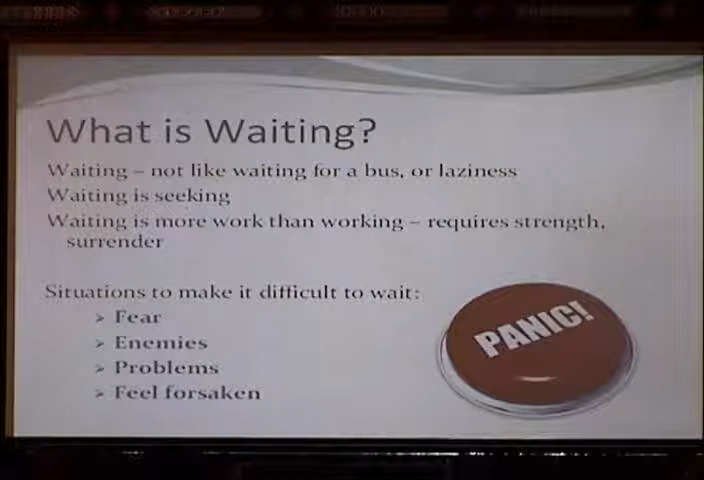 What is Waiting?
Waiting – not like waiting for a bus, or laziness
Waiting is seeking
Waiting is more work than working – requires strength,
surrender
Situations to make it difficult to wait:
➢ Fear
➢ Enemies
➢ Problems
➢ Feel forsaken
PANIC!